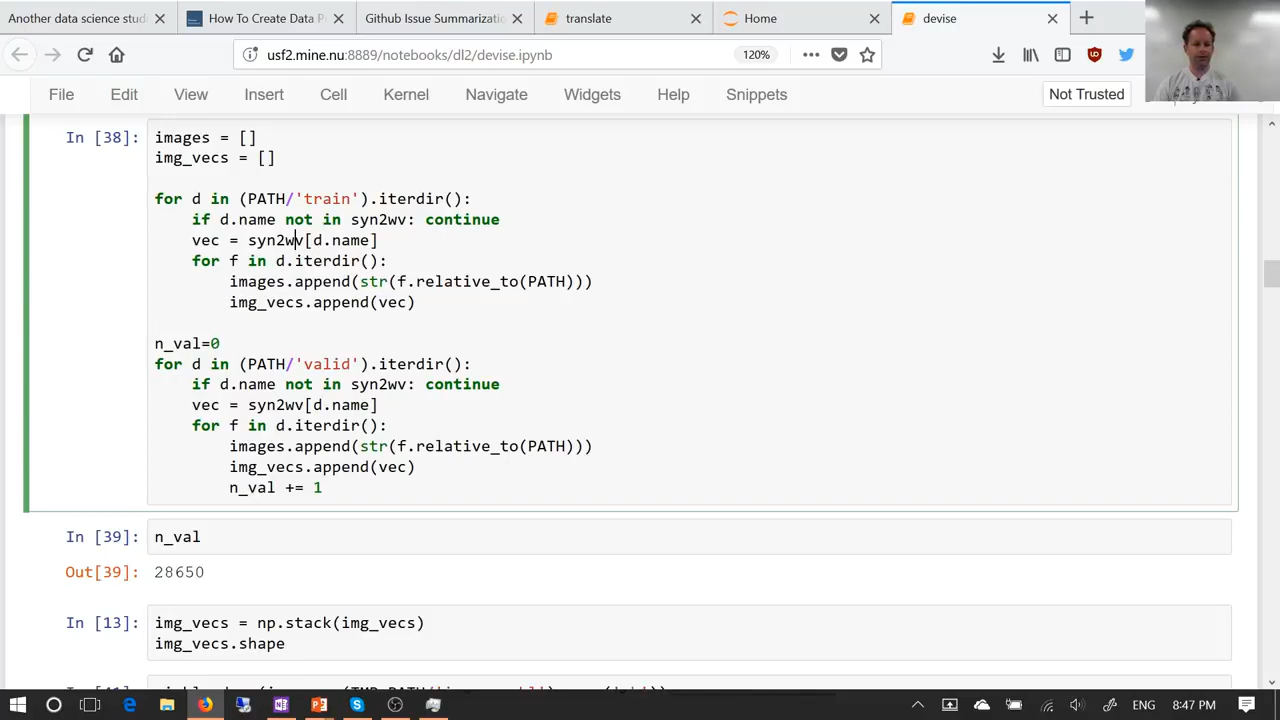 Another data science stud
How To Create Data P
Github Issue Summarizatio
translate
Home
devise
usf2.mine.nu:8889/notebooks/dl2/devise.ipynb
120%
File Edit View Insert Cell Kernel Navigate Widgets Help Snippets Not Trusted
In [38]: images = []
img_vecs = []
for d in (PATH/'train').iterdir():
if d.name not in syn2wv: continue
vec = syn2wv[d.name]
for f in d.iterdir():
images.append(str(f.relative_to(PATH)))
img_vecs.append(vec)
n_val=0
for d in (PATH/'valid').iterdir():
if d.name not in syn2wv: continue
vec = syn2wv[d.name]
for f in d.iterdir():
images.append(str(f.relative_to(PATH)))
img_vecs.append(vec)
n_val += 1
In [39]: n_val
Out[39]: 28650
In [13]: img_vecs = np.stack(img_vecs)
img_vecs.shape
ENG 8:47 PM